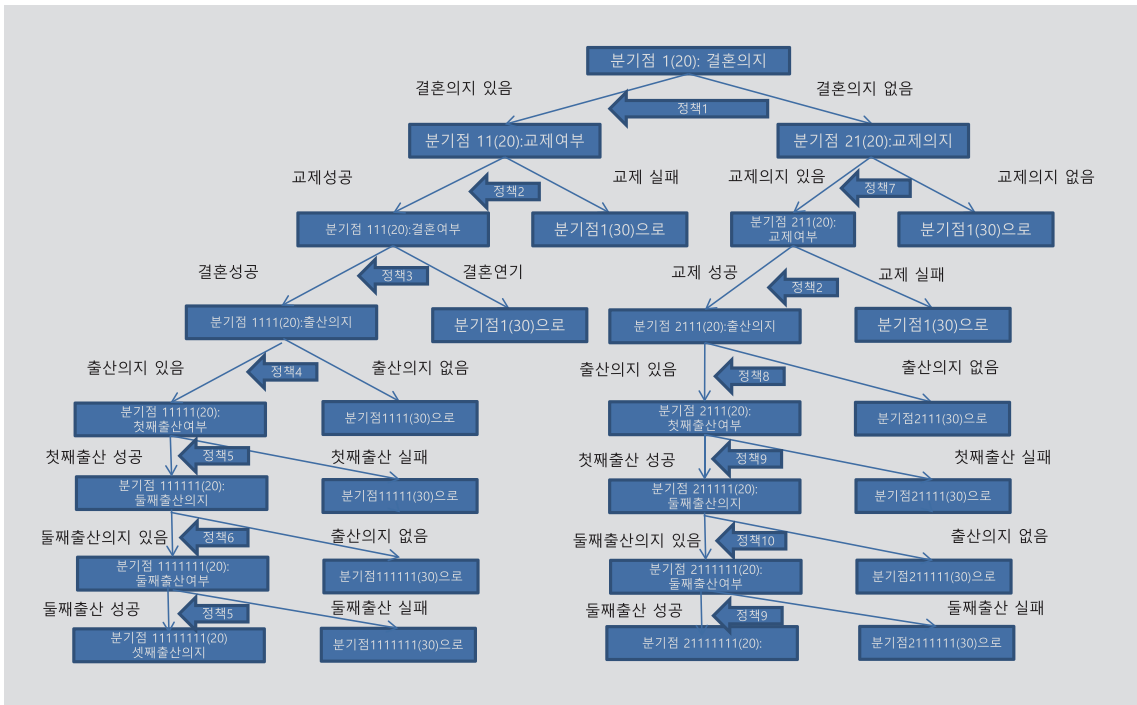 분기점 1(20): 결혼의지
결혼의지 있음
결혼의지 없음
정책1
분기점 11(20):교제여부
분기점 21(20):교제의지
교제성공
교제 실패
교제의지 있음
교제의지 없음
정책2
정책7
분기점 111(20):결혼여부
분기점1(30)으로
분기점 211(20):
교제여부
분기점1(30)으로
결혼성공
결혼연기
교제 성공
교제 실패
정책3
정책2
분기점 1111(20):출산의지
분기점1(30)으로
분기점 2111(20):출산의지
분기점1(30)으로
출산의지 있음
출산의지 없음
출산의지 있음
출산의지 없음
정책4
정책8
분기점 11111(20):
첫째출산여부
분기점1111(30)으로
분기점 2111(20):
첫째출산여부
분기점2111(30)으로
첫째출산 성공
첫째출산 실패
첫째출산 성공
첫째출산 실패
정책5
정책9
분기점 111111(20):
둘째출산의지
분기점11111(30)으로
분기점 211111(20):
둘째출산의지
분기점21111(30)으로
둘째출산의지 있음
출산의지 없음
둘째출산의지 있음
출산의지 없음
정책6
정책10
분기점 1111111(20):
둘째출산여부
분기점111111(30)으로
분기점 2111111(20):
둘째출산여부
분기점211111(30)으로
둘째출산 성공
둘째출산 실패
둘째출산 성공
둘째출산 실패
정책5
정책9
분기점 11111111(20)
셋째출산의지
분기점1111111(30)으로
분기점 21111111(20):
분기점2111111(30)으로